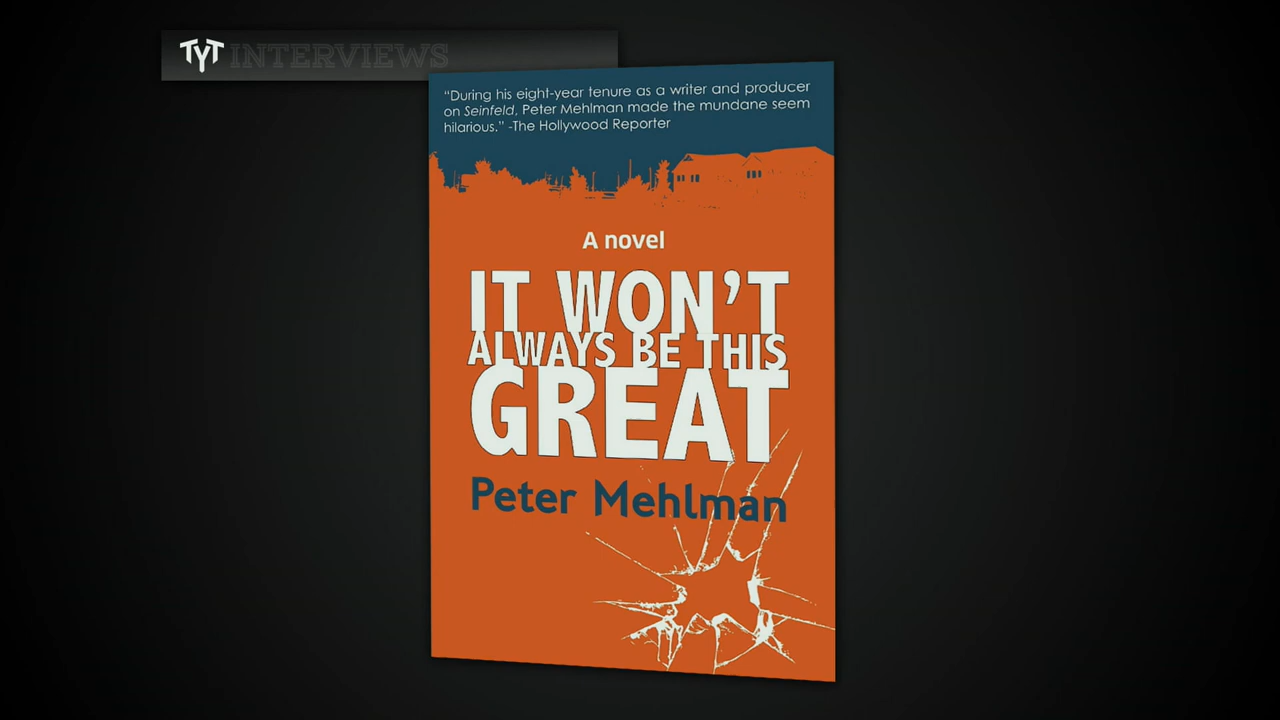 TYT INTERVIEWS
“During his eight-year tenure as a writer and producer
on Seinfeld, Peter Mehlman made the mundane seem
hilarious.” -The Hollywood Reporter
A novel
IT WON’T
ALWAYS BE THIS
GREAT
Peter Mehlman